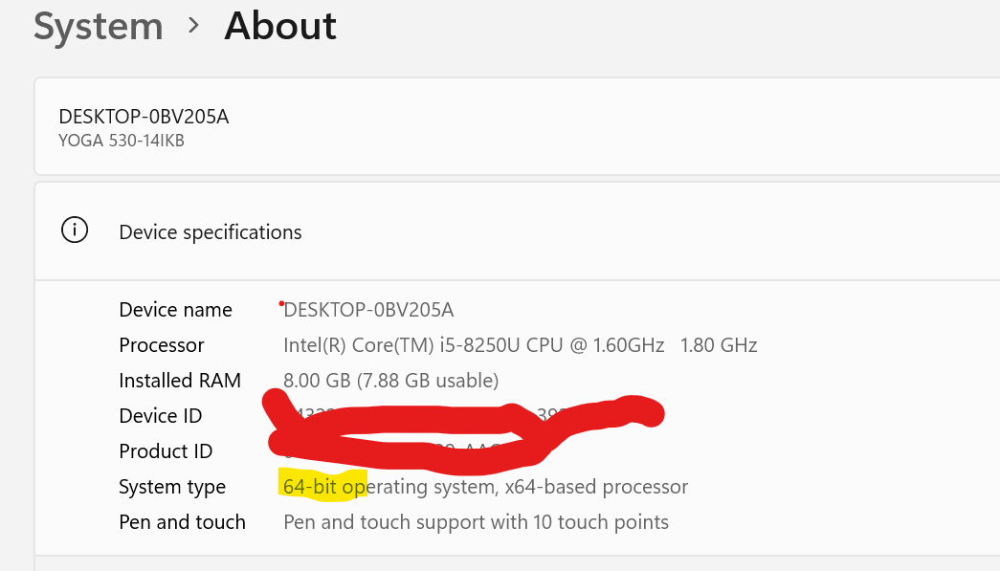 System > About
DESKTOP-0BV205A
YOGA 530-14IKB
Device specifications
Device name DESKTOP-0BV205A
Processor Intel(R) Core(TM) i5-8250U CPU @ 1.60GHz 1.80 GHz
Installed RAM 8.00 GB (7.88 GB usable)
Device ID
Product ID
System type 64-bit operating system, x64-based processor
Pen and touch Pen and touch support with 10 touch points